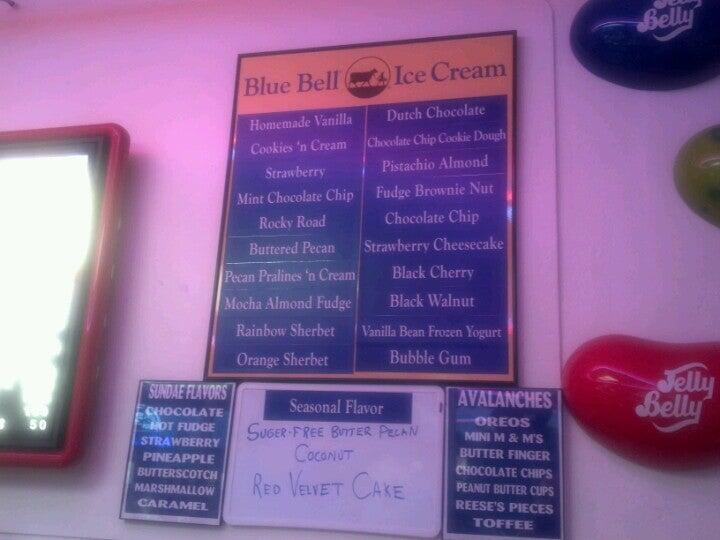 Blue Bell Ice Cream
Homemade Vanilla
Cookies 'n Cream
Strawberry
Mint Chocolate Chip
Rocky Road
Buttered Pecan
Pecan Pralines 'n Cream
Mocha Almond Fudge
Rainbow Sherbet
Orange Sherbet
Dutch Chocolate
Chocolate Chip Cookie Dough
Pistachio Almond
Fudge Brownie Nut
Chocolate Chip
Strawberry Cheesecake
Black Cherry
Black Walnut
Vanilla Bean Frozen Yogurt
Bubble Gum
Jelly
Belly
Jelly
Belly
SUNDAE FLAVORS
CHOCOLATE
HOT FUDGE
STRAWBERRY
PINEAPPLE
BUTTERSCOTCH
MARSHMALLOW
CARAMEL
Seasonal Flavor
SUGER-FREE BUTTER PECAN
COCONUT
RED VELVET CAKE
AVALANCHES
OREOS
MINI M & M'S
BUTTER FINGER
CHOCOLATE CHIPS
PEANUT BUTTER CUPS
REESE'S PIECES
TOFFEE
50